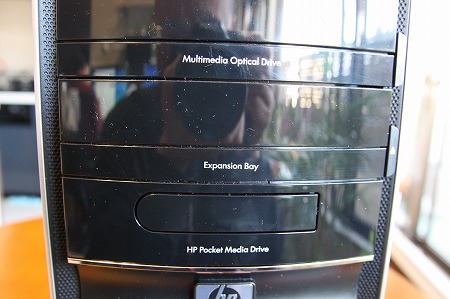 Multimedia Optical Drive
Expansion Bay
HP Pocket Media Drive
hp